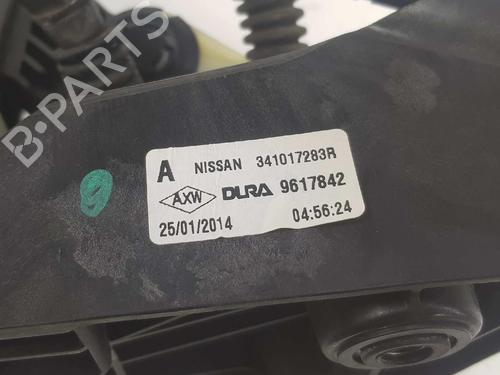 B-PARTS
A NISSAN 341017283R
AXW DURA 9617842
25/01/2014 04:56:24
9